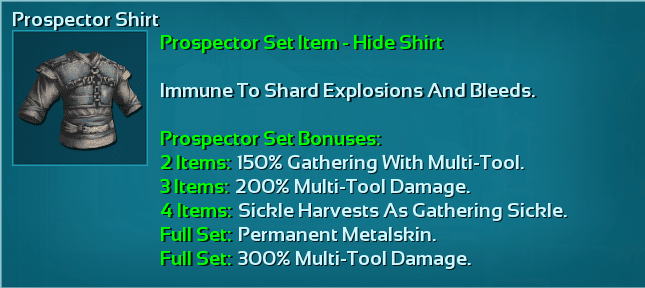 Prospector Shirt
Prospector Set Item - Hide Shirt
Immune To Shard Explosions And Bleeds.
Prospector Set Bonuses:
2 Items: 150% Gathering With Multi-Tool.
3 Items: 200% Multi-Tool Damage.
4 Items: Sickle Harvests As Gathering Sickle.
Full Set: Permanent Metalskin.
Full Set: 300% Multi-Tool Damage.